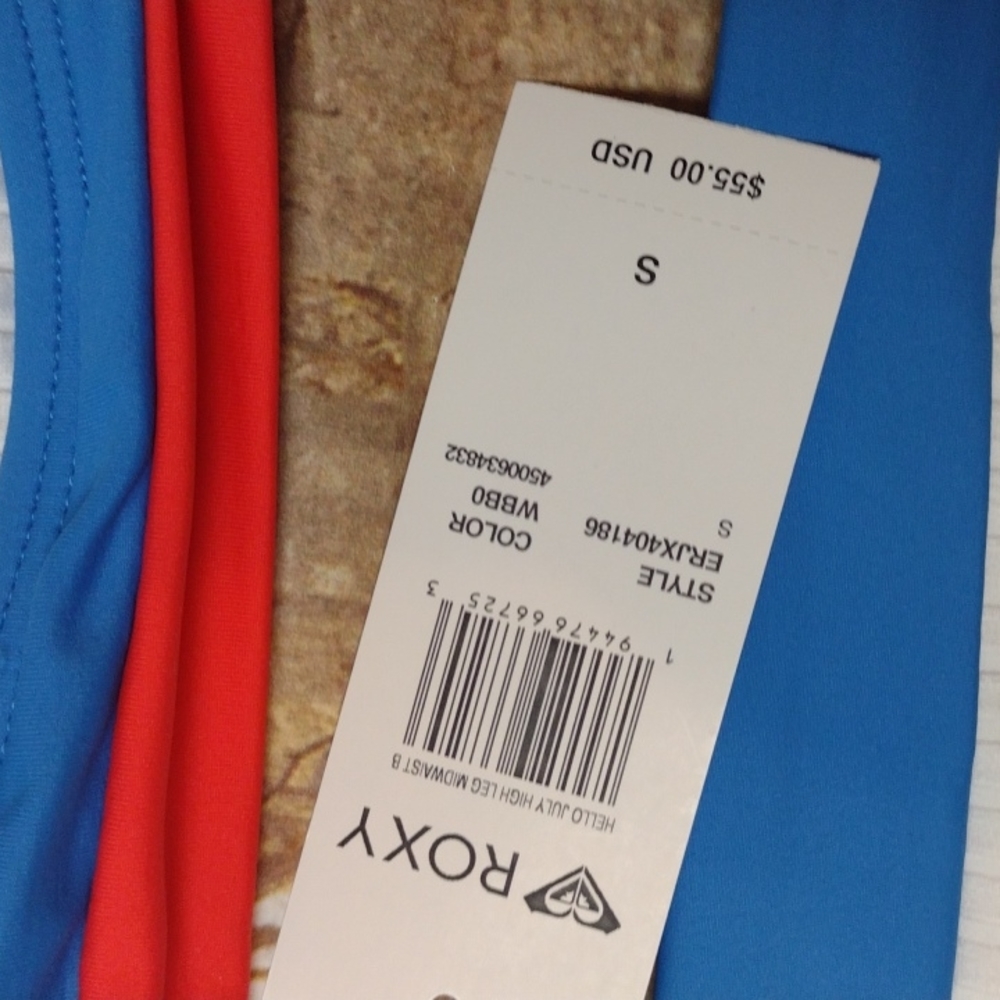 ROXY
HELLO JULY HIGH LEG MIDWAIST B
1 94476 66725 3
STYLE COLOR
ERJX404186 WBB0
S 4500634832
S
$55.00 USD